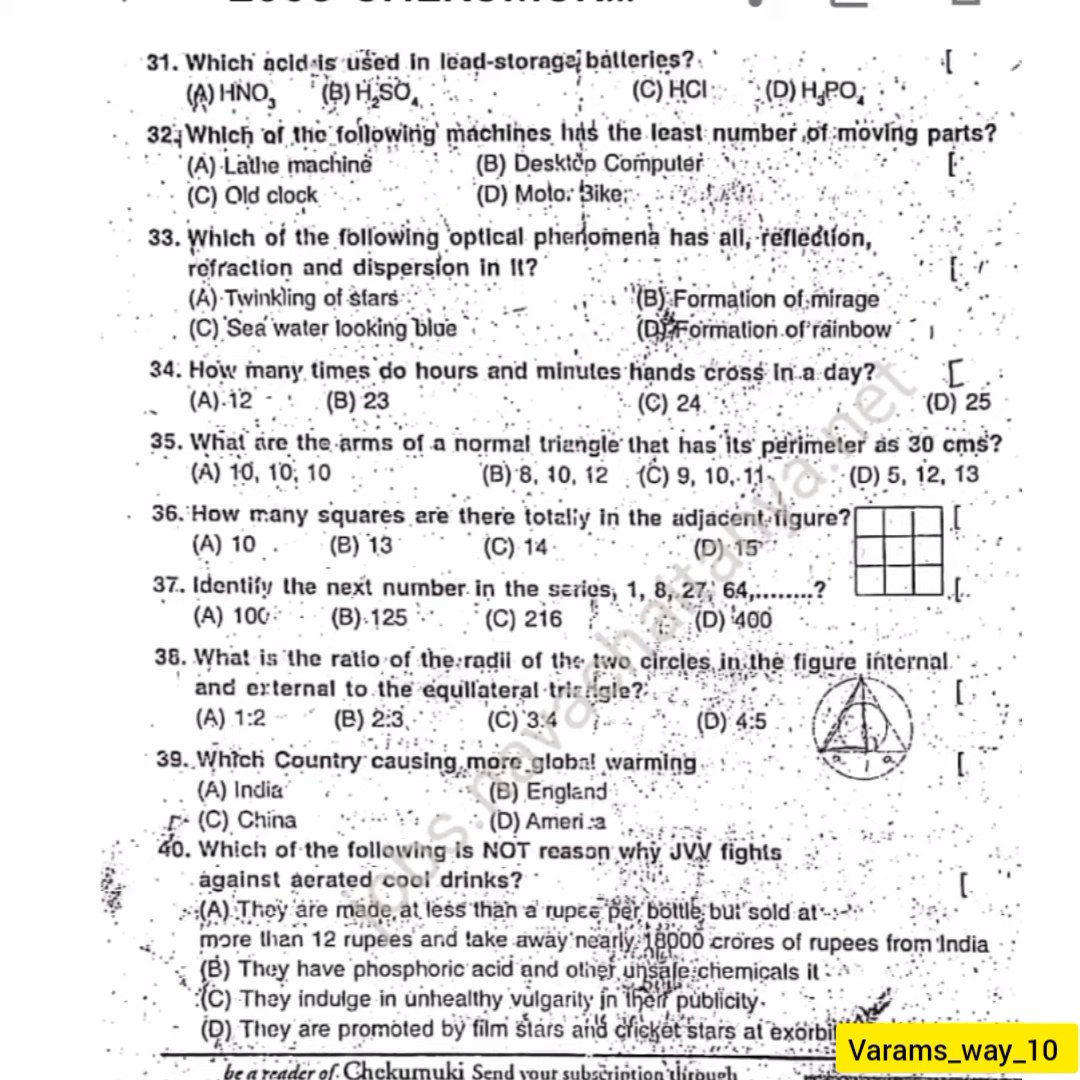 31. Which acid is used in lead-storage batteries? [
(A) HNO₃ (B) H₂SO₄ (C) HCl (D) H₃PO₄
32. Which of the following machines has the least number of moving parts?
(A) Lathe machine (B) Desktop Computer [
(C) Old clock (D) Motor Bike
33. Which of the following optical phenomena has all, reflection,
refraction and dispersion in it? [
(A) Twinkling of stars (B) Formation of mirage
(C) Sea water looking blue (D) Formation of rainbow
34. How many times do hours and minutes hands cross in a day? [
(A) 12 (B) 23 (C) 24 (D) 25
35. What are the arms of a normal triangle that has its perimeter as 30 cms?
(A) 10, 10, 10 (B) 8, 10, 12 (C) 9, 10, 11 (D) 5, 12, 13
36. How many squares are there totally in the adjacent figure? [
(A) 10 (B) 13 (C) 14 (D) 15
37. Identify the next number in the series, 1, 8, 27, 64,........? [
(A) 100 (B) 125 (C) 216 (D) 400
38. What is the ratio of the radii of the two circles in the figure internal
and external to the equilateral triangle? [
(A) 1:2 (B) 2:3 (C) 3:4 (D) 4:5
39. Which Country causing more global warming [
(A) India (B) England
(C) China (D) America
40. Which of the following is NOT reason why JVV fights
against aerated cool drinks? [
(A) They are made at less than a rupee per bottle but sold at
more than 12 rupees and take away nearly 18000 crores of rupees from India
(B) They have phosphoric acid and other unsafe chemicals it
(C) They indulge in unhealthy vulgarity in their publicity
(D) They are promoted by film stars and cricket stars at
be a reader of Chekumuki Send your subscription through
jobs.navachaitanya.net
Varams_way_10